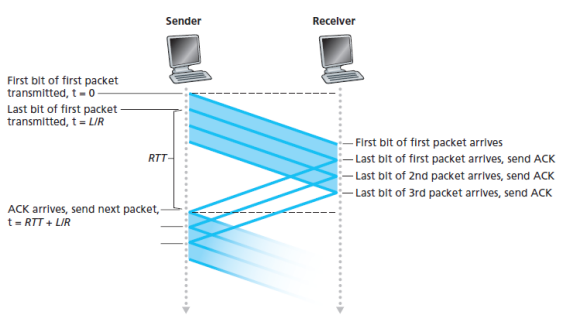 Sender
Receiver
First bit of first packet
transmitted, t = 0
Last bit of first packet
transmitted, t = L/R
RTT
First bit of first packet arrives
Last bit of first packet arrives, send ACK
Last bit of 2nd packet arrives, send ACK
Last bit of 3rd packet arrives, send ACK
ACK arrives, send next packet,
t = RTT + L/R